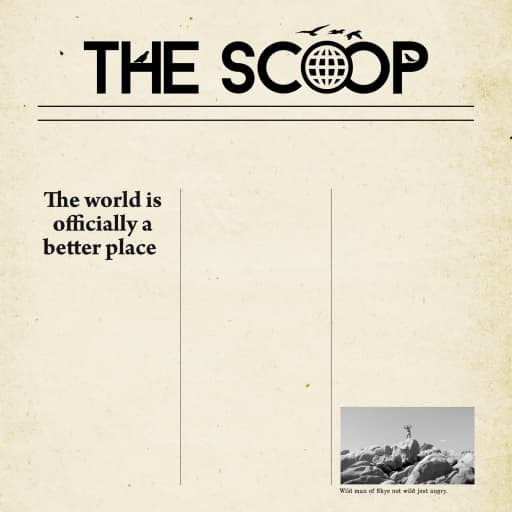 THE SCOOP
The world is
officially a
better place
Wild man of Skye not wild just angry.